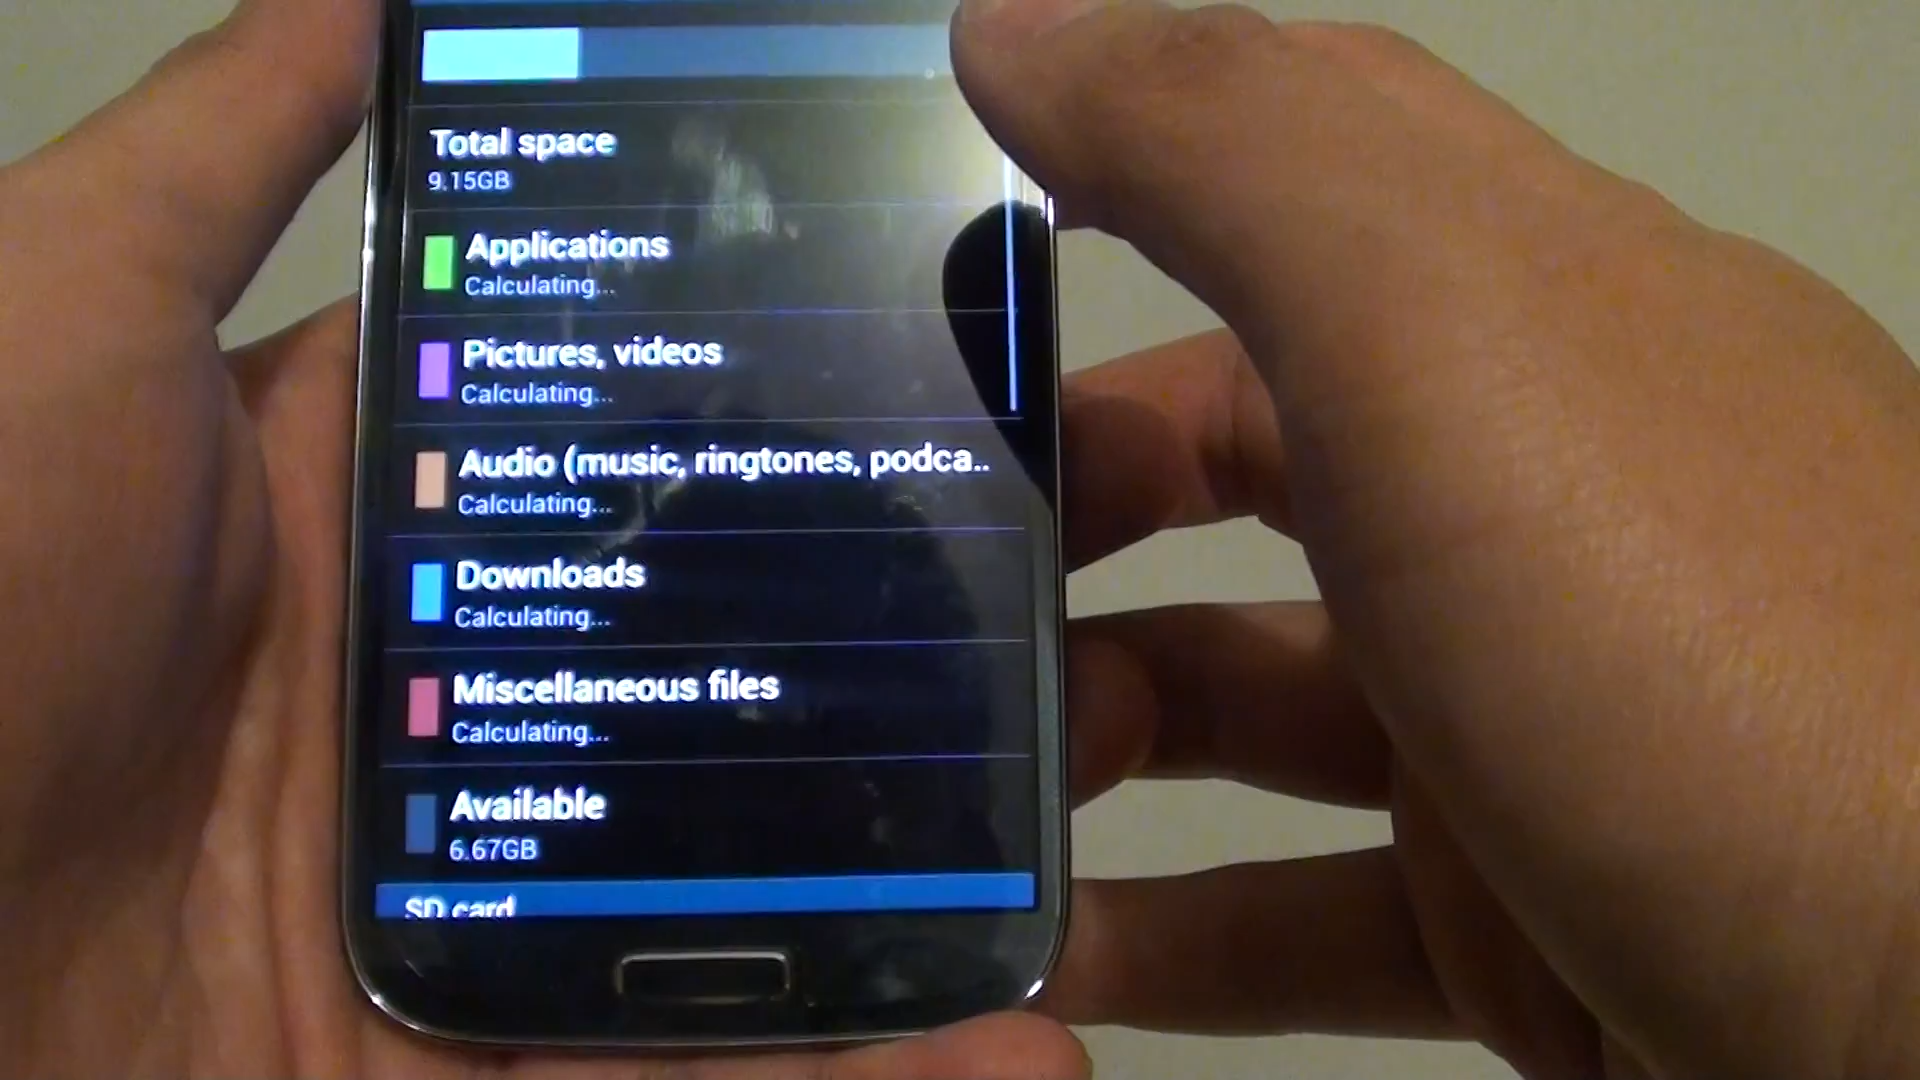 Total space
9.15GB
Applications
Calculating...
Pictures, videos
Calculating...
Audio (music, ringtones, podca..
Calculating...
Downloads
Calculating...
Miscellaneous files
Calculating...
Available
6.67GB
SD card